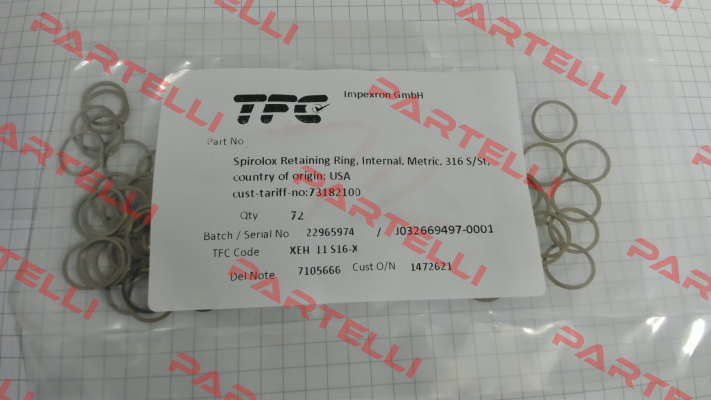 TFC
Impexron GmbH
Part No
Spirolox Retaining Ring, Internal, Metric, 316 S/St,
country of origin: USA
cust-tariff-no:73182100
Qty 72
Batch / Serial No 22965974 / J032669497-0001
TFC Code XEH 11 S16-X
Del Note 7105666 Cust O/N 1472621
PARTELLI
PARTELLI
PARTELLI
PARTELLI
PARTELLI
PARTELLI
PARTELLI
PARTELLI